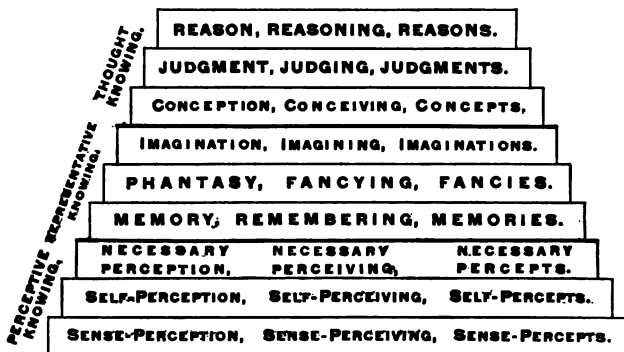 REASON, REASONING, REASONS.
JUDGMENT, JUDGING, JUDGMENTS.
CONCEPTION, CONCEIVING, CONCEPTS,
IMAGINATION, IMAGINING, IMAGINATIONS.
PHANTASY, FANCYING, FANCIES.
MEMORY, REMEMBERING, MEMORIES.
NECESSARY NECESSARY NECESSARY
PERCEPTION, PERCEIVING, PERCEPTS.
SELF-PERCEPTION, SELF-PERCEIVING, SELF-PERCEPTS.
SENSE-PERCEPTION, SENSE-PERCEIVING, SENSE-PERCEPTS.
THOUGHT
KNOWING.
REPRESENTATIVE
KNOWING.
PERCEPTIVE
KNOWING.